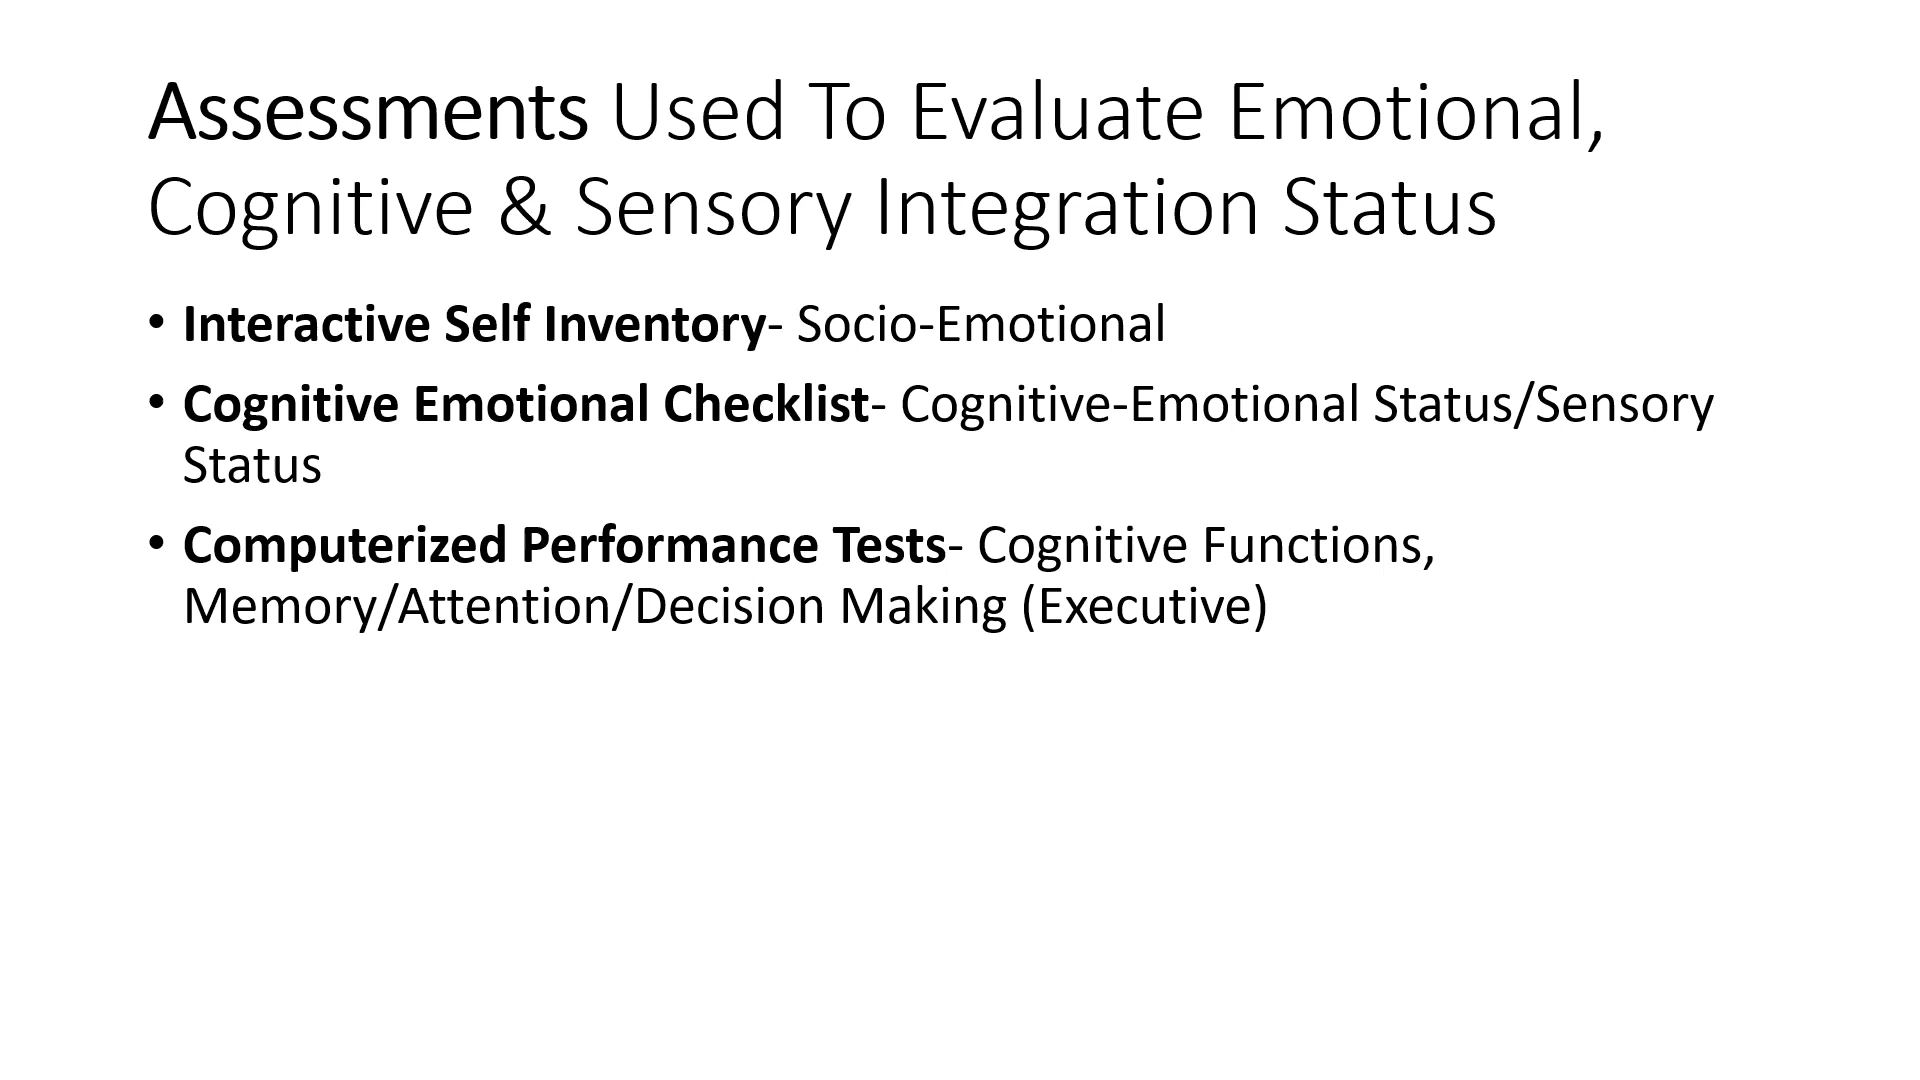 Assessments Used To Evaluate Emotional,
Cognitive & Sensory Integration Status
• Interactive Self Inventory- Socio-Emotional
• Cognitive Emotional Checklist- Cognitive-Emotional Status/Sensory
Status
• Computerized Performance Tests- Cognitive Functions,
Memory/Attention/Decision Making (Executive)